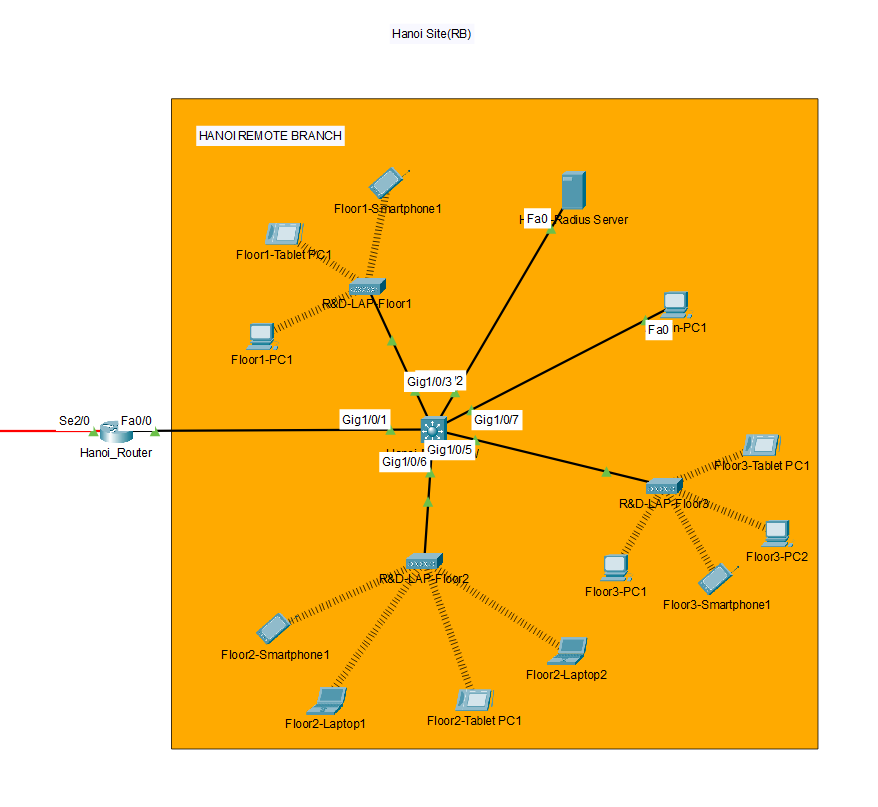 Hanoi Site(RB)
HANOI REMOTE BRANCH
Floor1-Smartphone1
Fa0
Radius Server
Floor1-Tablet PC1
R&D-LAP-Floor1
Fa0
n-PC1
Floor1-PC1
Gig1/0/3
Se2/0
Fa0/0
Gig1/0/1
Gig1/0/7
Hanoi_Router
Gig1/0/6
Gig1/0/5
Floor3-Tablet PC1
R&D-LAP-Floor3
Floor3-PC2
R&D-LAP-Floor2
Floor3-PC1
Floor3-Smartphone1
Floor2-Smartphone1
Floor2-Laptop2
Floor2-Laptop1
Floor2-Tablet PC1